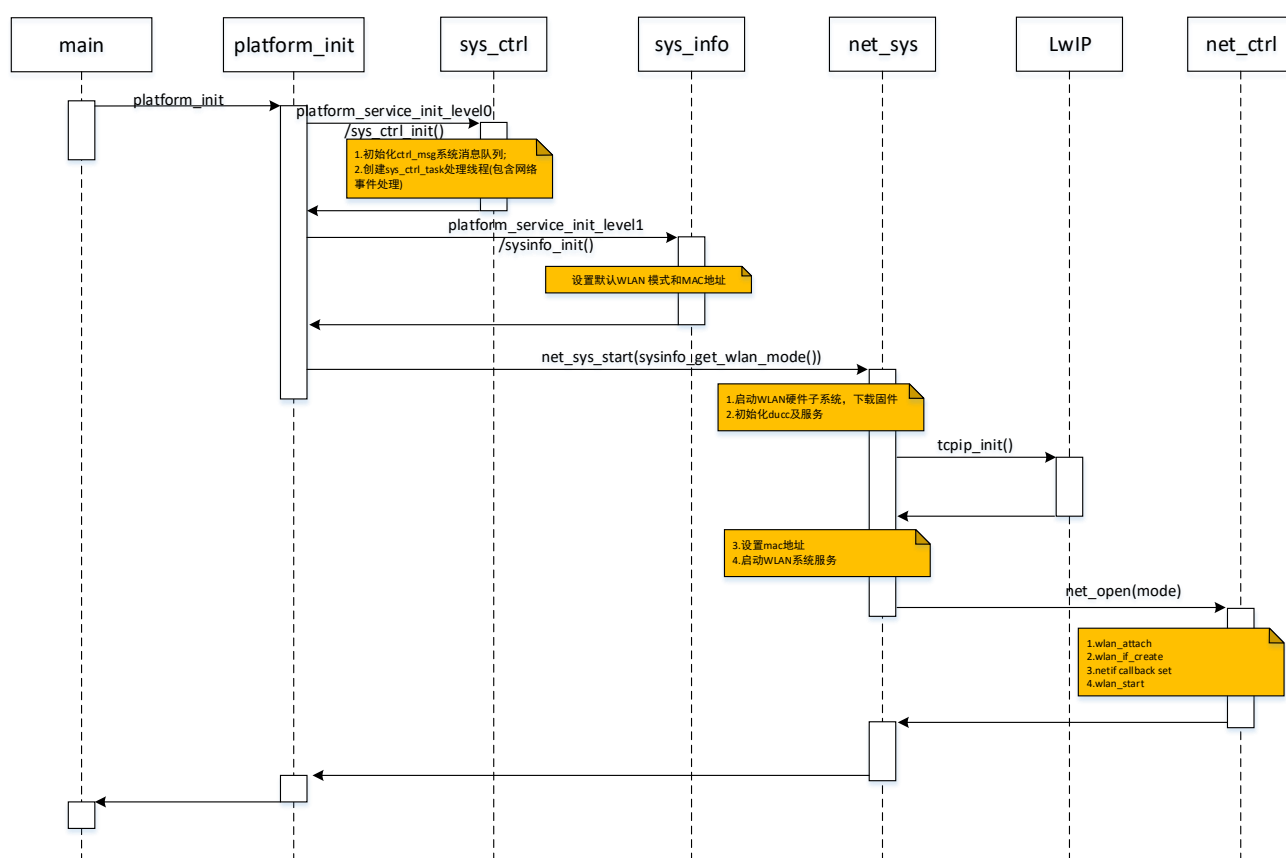 main
platform_init
sys_ctrl
sys_info
net_sys
LwIP
net_ctrl
platform_init
platform_service_init_level0
/sys_ctrl_init()
1.初始化ctrl_msg系统消息队列;
2.创建sys_ctrl_task处理线程(包含网络
事件处理)
platform_service_init_level1
/sysinfo_init()
设置默认WLAN 模式和MAC地址
net_sys_start(sysinfo_get_wlan_mode())
1.启动WLAN硬件子系统，下载固件
2.初始化ducc及服务
tcpip_init()
3.设置mac地址
4.启动WLAN系统服务
net_open(mode)
1.wlan_attach
2.wlan_if_create
3.netif callback set
4.wlan_start